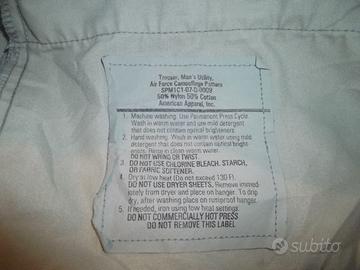 Trouser, Man's Utility,
Air Force Camouflage Pattern
SPM1C1-07-D-0009
50% Nylon 50% Cotton
American Apparel, Inc.
1. Machine washing. Use Permanent Press Cycle.
Wash in warm water and use mild detergent
that does not contain optical brighteners.
2. Hand washing. Wash in warm water using mild
detergent that does not contain optical bright
eners. Rinse in clean warm water.
DO NOT WRING OR TWIST.
3. DO NOT USE CHLORINE BLEACH, STARCH,
OR FABRIC SOFTENER.
4. Dry at low heat (Do not exceed 130 F).
DO NOT USE DRYER SHEETS. Remove immed
iately from dryer and place on hanger. To drip
dry, after washing place on rustproof hanger.
5. If needed, iron using low heat settings
DO NOT COMMERCIALLY HOT PRESS
DO NOT REMOVE THIS LABEL
subito